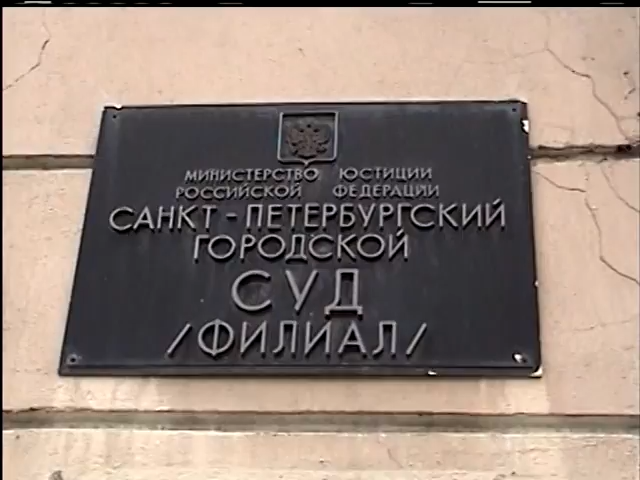 МИНИСТЕРСТВО ЮСТИЦИИ
РОССИЙСКОЙ ФЕДЕРАЦИИ
САНКТ-ПЕТЕРБУРГСКИЙ
ГОРОДСКОЙ
СУД
/ФИЛИАЛ/